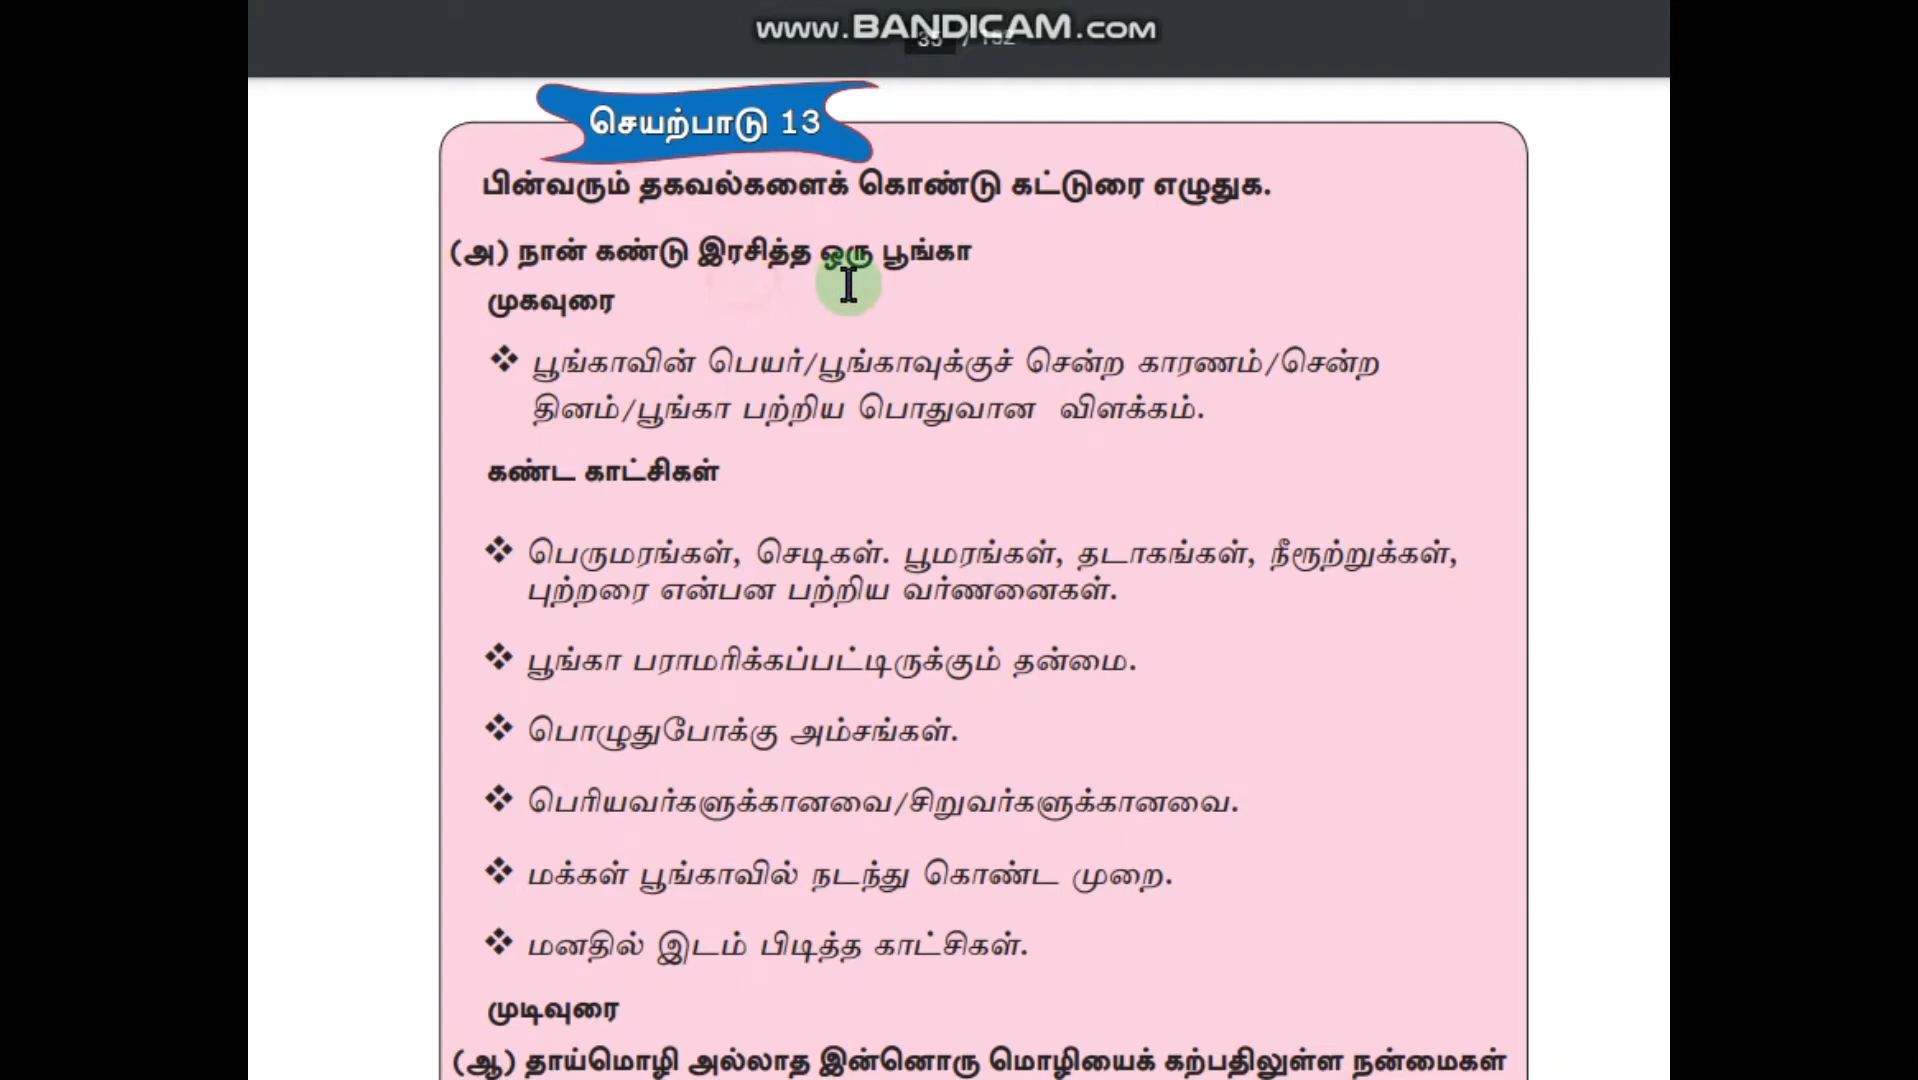 www.BANDICAM.com
35 / 152
செயற்பாடு 13
பின்வரும் தகவல்களைக் கொண்டு கட்டுரை எழுதுக.
(அ) நான் கண்டு இரசித்த ஒரு பூங்கா
முகவுரை
❖ பூங்காவின் பெயர்/பூங்காவுக்குச் சென்ற காரணம்/சென்ற
தினம்/பூங்கா பற்றிய பொதுவான விளக்கம்.
கண்ட காட்சிகள்
❖ பெருமரங்கள், செடிகள். பூமரங்கள், தடாகங்கள், நீரூற்றுக்கள்,
புற்றரை என்பன பற்றிய வர்ணனைகள்.
❖ பூங்கா பராமரிக்கப்பட்டிருக்கும் தன்மை.
❖ பொழுதுபோக்கு அம்சங்கள்.
❖ பெரியவர்களுக்கானவை/சிறுவர்களுக்கானவை.
❖ மக்கள் பூங்காவில் நடந்து கொண்ட முறை.
❖ மனதில் இடம் பிடித்த காட்சிகள்.
முடிவுரை
(ஆ) தாய்மொழி அல்லாத இன்னொரு மொழியைக் கற்பதிலுள்ள நன்மைகள்